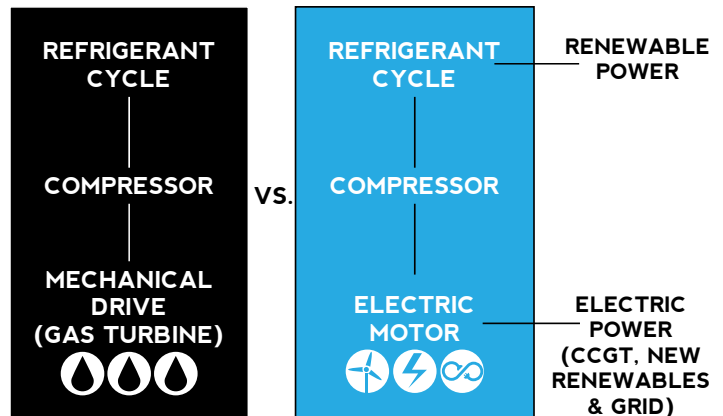 REFRIGERANT
CYCLE
COMPRESSOR
MECHANICAL
DRIVE
(GAS TURBINE)
VS.
REFRIGERANT
CYCLE
COMPRESSOR
ELECTRIC
MOTOR
RENEWABLE
POWER
ELECTRIC
POWER
(CCGT, NEW
RENEWABLES
& GRID)